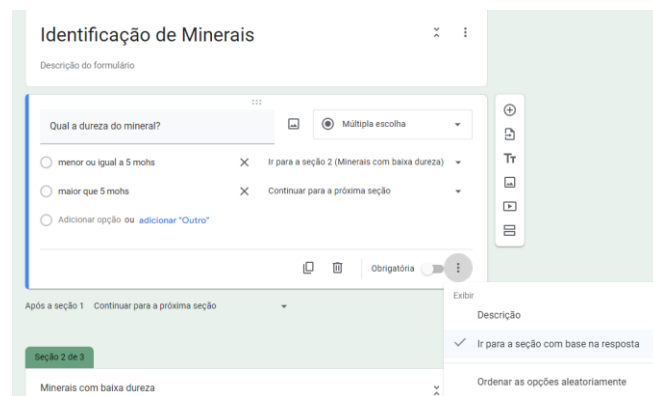 Identificação de Minerais
Descrição do formulário
Qual a dureza do mineral?
Múltipla escolha
menor ou igual a 5 mohs
Ir para a seção 2 (Minerais com baixa dureza)
maior que 5 mohs
Continuar para a próxima seção
Adicionar opção ou adicionar "Outro"
Tт
Obrigatória
Após a seção 1 Continuar para a próxima seção
Exibir
Descrição
Ir para a seção com base na resposta
Ordenar as opções aleatoriamente
Seção 2 de 3
Minerais com baixa dureza